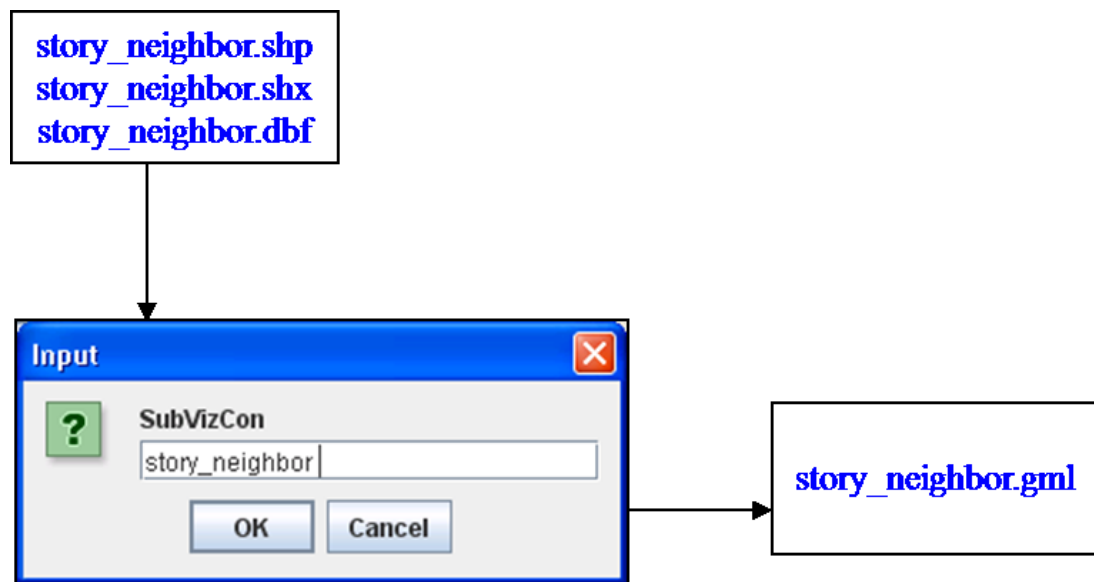 story_neighbor.shp
story_neighbor.shx
story_neighbor.dbf
Input
?
SubVizCon
story_neighbor
OK Cancel
story_neighbor.gml